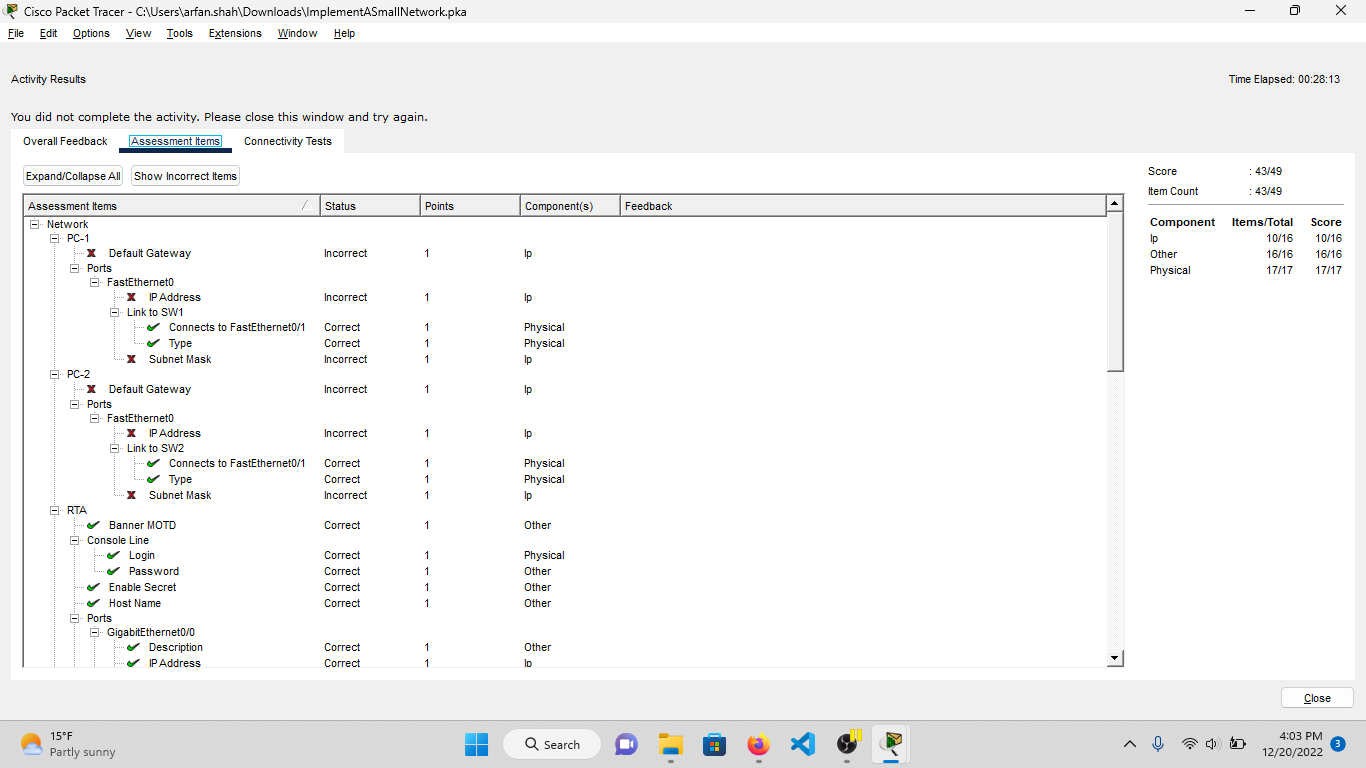 Cisco Packet Tracer - C:\Users\arfan.shah\Downloads\ImplementASmallNetwork.pka
File Edit Options View Tools Extensions Window Help
Activity Results
Time Elapsed: 00:28:13
You did not complete the activity. Please close this window and try again.
Overall Feedback Assessment Items Connectivity Tests
Expand/Collapse All Show Incorrect Items
Assessment Items Status Points Component(s) Feedback
Network
PC-1
Default Gateway Incorrect 1 Ip
Ports
FastEthernet0
IP Address Incorrect 1 Ip
Link to SW1
Connects to FastEthernet0/1 Correct 1 Physical
Type Correct 1 Physical
Subnet Mask Incorrect 1 Ip
PC-2
Default Gateway Incorrect 1 Ip
Ports
FastEthernet0
IP Address Incorrect 1 Ip
Link to SW2
Connects to FastEthernet0/1 Correct 1 Physical
Type Correct 1 Physical
Subnet Mask Incorrect 1 Ip
RTA
Banner MOTD Correct 1 Other
Console Line
Login Correct 1 Physical
Password Correct 1 Other
Enable Secret Correct 1 Other
Host Name Correct 1 Other
Ports
GigabitEthernet0/0
Description Correct 1 Other
IP Address Correct 1 Ip
Score : 43/49
Item Count : 43/49
Component Items/Total Score
Ip 10/16 10/16
Other 16/16 16/16
Physical 17/17 17/17
Close
15°F
Partly sunny
Search
4:03 PM
12/20/2022
3